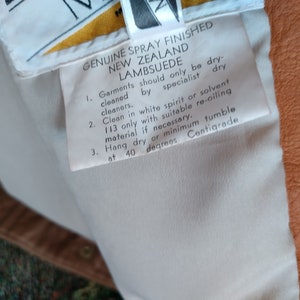 GENUINE SPRAY FINISHED
NEW ZEALAND
LAMBSUEDE
1. Garments should only be dry-
cleaned by specialist dry
cleaners.
2. Clean in white spirit or solvent
113 only with suitable re-oiling
material if necessary.
3. Hang dry or minimum tumble
at 40 degrees Centigrade